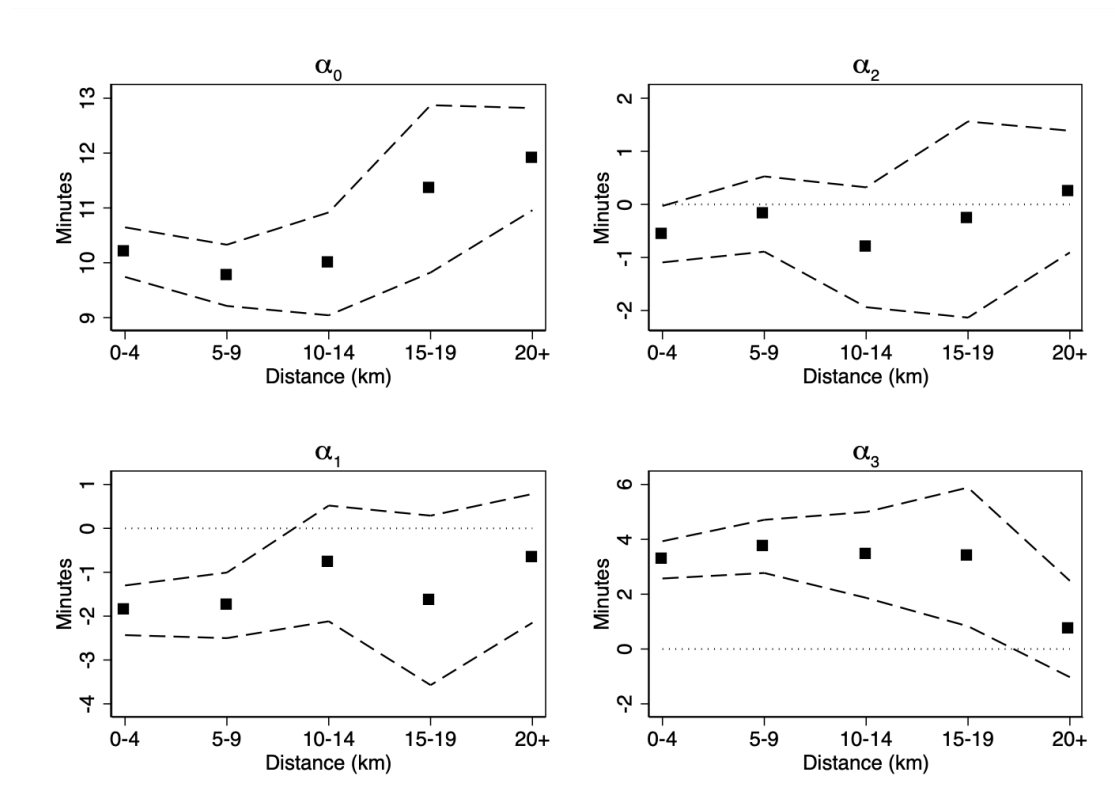 α0
Minutes
13
12
11
10
9
0-4 5-9 10-14 15-19 20+
Distance (km)
α2
Minutes
2
1
0
-1
-2
0-4 5-9 10-14 15-19 20+
Distance (km)
α1
Minutes
1
0
-1
-2
-3
-4
0-4 5-9 10-14 15-19 20+
Distance (km)
α3
Minutes
6
4
2
0
-2
0-4 5-9 10-14 15-19 20+
Distance (km)